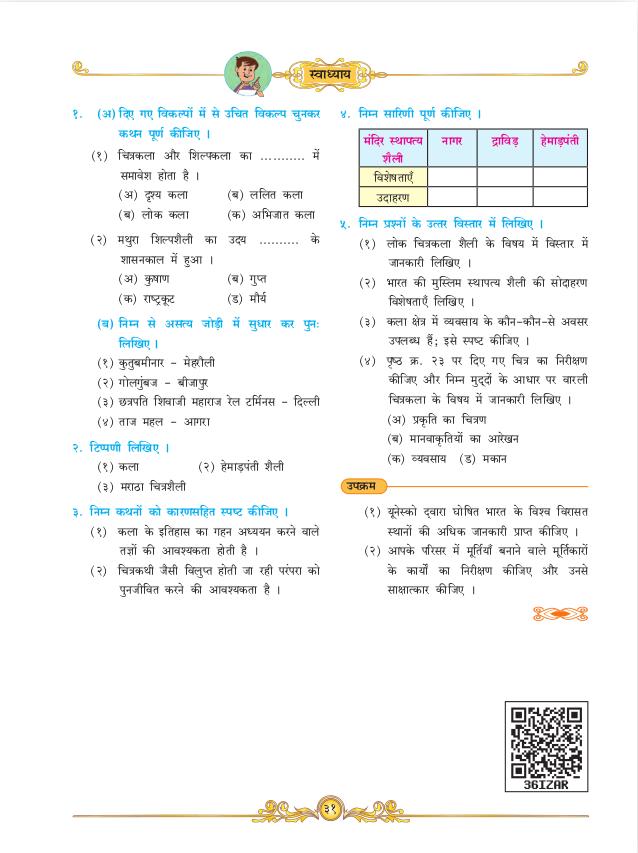 स्वाध्याय
१. (अ) दिए गए विकल्पों में से उचित विकल्प चुनकर
कथन पूर्ण कीजिए ।
(१) चित्रकला और शिल्पकला का ........... में
समावेश होता है ।
(अ) दृश्य कला (ब) ललित कला
(ब) लोक कला (क) अभिजात कला
(२) मथुरा शिल्पशैली का उदय .......... के
शासनकाल में हुआ ।
(अ) कुषाण (ब) गुप्त
(क) राष्ट्रकूट (ड) मौर्य
(ब) निम्न से असत्य जोड़ी में सुधार कर पुनः
लिखिए ।
(१) कुतुबमीनार – मेहरौली
(२) गोलगुंबज – बीजापुर
(३) छत्रपति शिवाजी महाराज रेल टर्मिनस – दिल्ली
(४) ताज महल – आगरा
२. टिप्पणी लिखिए ।
(१) कला (२) हेमाड़पंती शैली
(३) मराठा चित्रशैली
३. निम्न कथनों को कारणसहित स्पष्ट कीजिए ।
(१) कला के इतिहास का गहन अध्ययन करने वाले
तज्ञों की आवश्यकता होती है ।
(२) चित्रकथी जैसी विलुप्त होती जा रही परंपरा को
पुनर्जीवित करने की आवश्यकता है ।
४. निम्न सारिणी पूर्ण कीजिए ।
मंदिर स्थापत्य नागर द्राविड़ हेमाड़पंती
शैली
विशेषताएँ
उदाहरण
५. निम्न प्रश्नों के उत्तर विस्तार में लिखिए ।
(१) लोक चित्रकला शैली के विषय में विस्तार में
जानकारी लिखिए ।
(२) भारत की मुस्लिम स्थापत्य शैली की सोदाहरण
विशेषताएँ लिखिए ।
(३) कला क्षेत्र में व्यवसाय के कौन-कौन-से अवसर
उपलब्ध हैं; इसे स्पष्ट कीजिए ।
(४) पृष्ठ क्र. २३ पर दिए गए चित्र का निरीक्षण
कीजिए और निम्न मुद्दों के आधार पर वारली
चित्रकला के विषय में जानकारी लिखिए ।
(अ) प्रकृति का चित्रण
(ब) मानवाकृतियों का आरेखन
(क) व्यवसाय (ड) मकान
उपक्रम
(१) यूनेस्को द्वारा घोषित भारत के विश्व विरासत
स्थानों की अधिक जानकारी प्राप्त कीजिए ।
(२) आपके परिसर में मूर्तियाँ बनाने वाले मूर्तिकारों
के कार्यों का निरीक्षण कीजिए और उनसे
साक्षात्कार कीजिए ।
36IZAR
३१